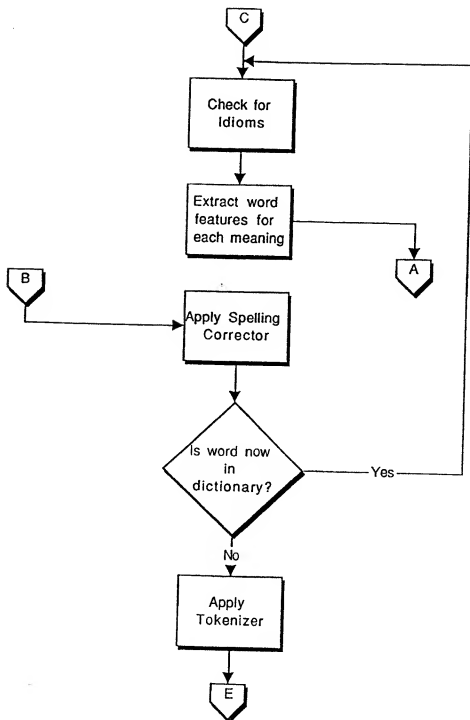 C
Check for
Idioms
Extract word
features for
each meaning
A
B
Apply Spelling
Corrector
Is word now
in
dictionary?
Yes
No
Apply
Tokenizer
E